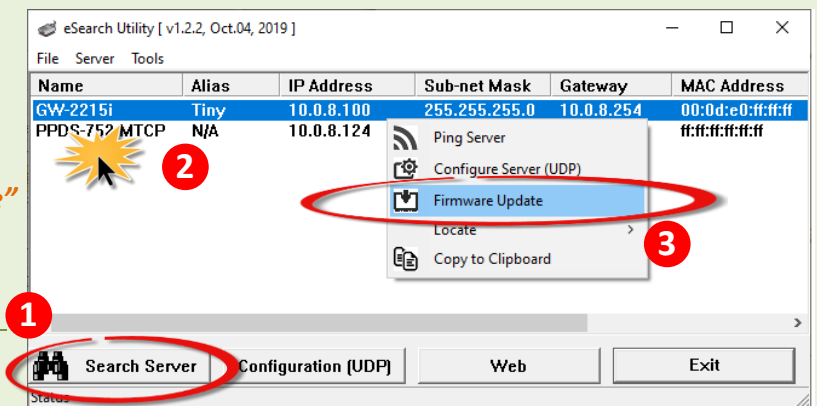 eSearch Utility [ v1.2.2, Oct.04, 2019 ]
File Server Tools
Name Alias IP Address Sub-net Mask Gateway MAC Address
GW-2215i Tiny 10.0.8.100 255.255.255.0 10.0.8.254 00:0d:e0:ff:ff:ff
PPDS-752 MTCP N/A 10.0.8.124 ff:ff:ff:ff:ff:ff
Ping Server
2
Configure Server (UDP)
Firmware Update
Locate
3
Copy to Clipboard
1
Search Server Configuration (UDP) Web Exit
Status